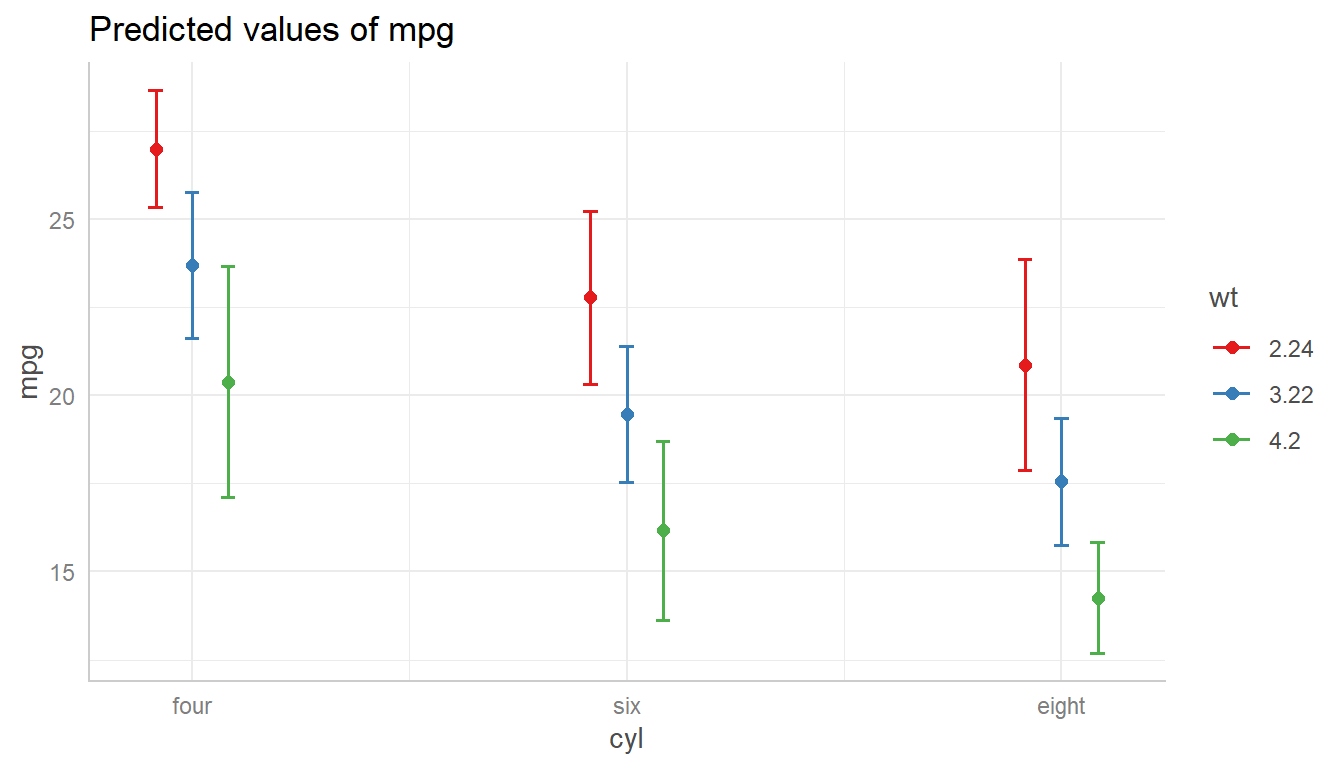 Predicted values of mpg
mpg
25
20
15
four
six
eight
cyl
wt
2.24
3.22
4.2